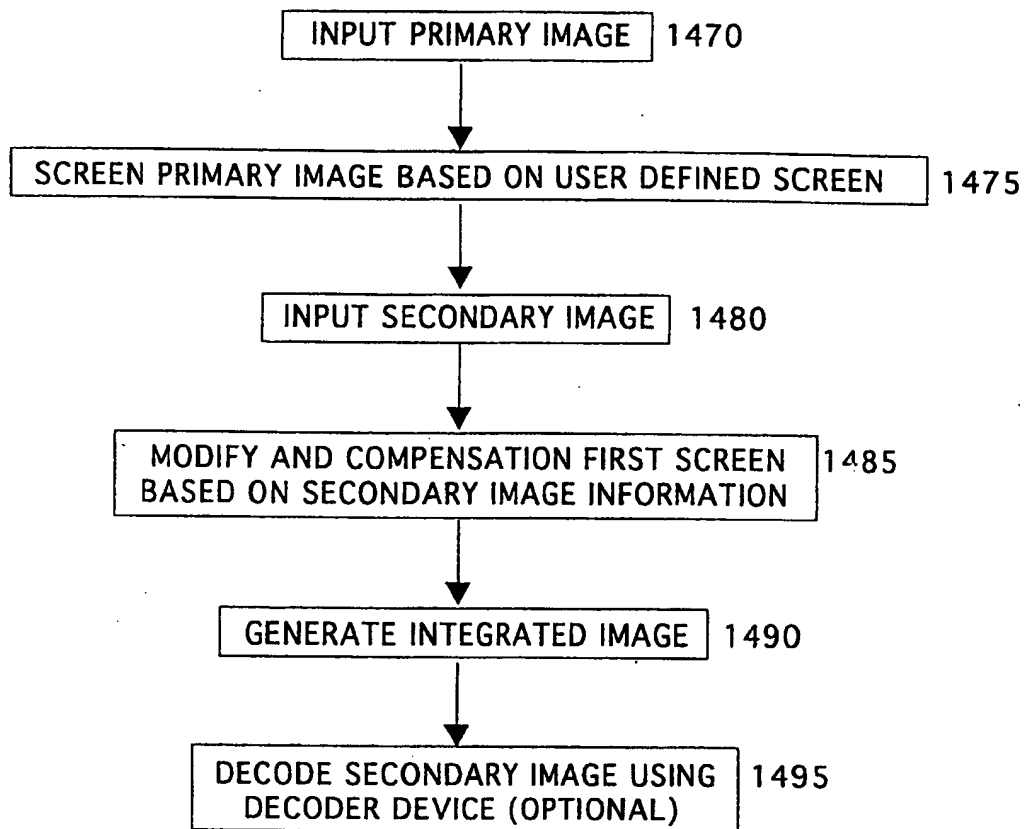 INPUT PRIMARY IMAGE 1470
SCREEN PRIMARY IMAGE BASED ON USER DEFINED SCREEN 1475
INPUT SECONDARY IMAGE 1480
MODIFY AND COMPENSATION FIRST SCREEN 1485
BASED ON SECONDARY IMAGE INFORMATION
GENERATE INTEGRATED IMAGE 1490
DECODE SECONDARY IMAGE USING 1495
DECODER DEVICE (OPTIONAL)